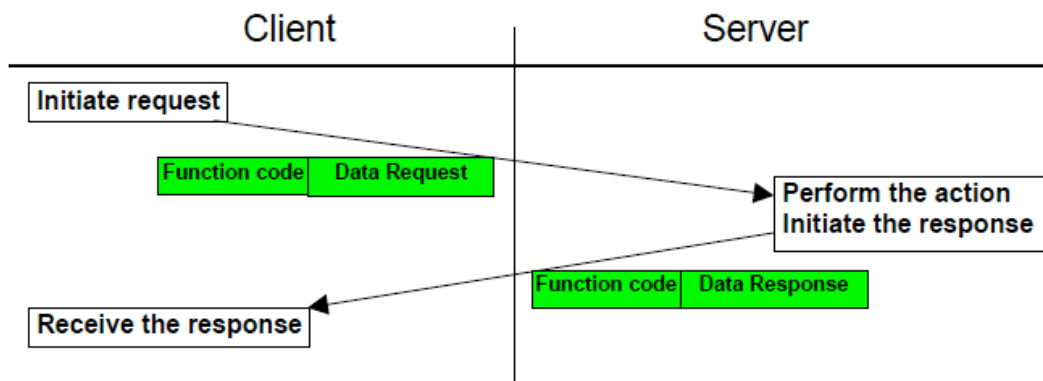 Client
Server
Initiate request
Function code
Data Request
Perform the action
Initiate the response
Function code
Data Response
Receive the response